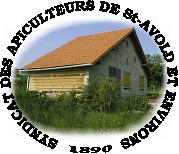 SYNDICAT DES APICULTEURS DE St-AVOLD ET ENVIRONS
1890